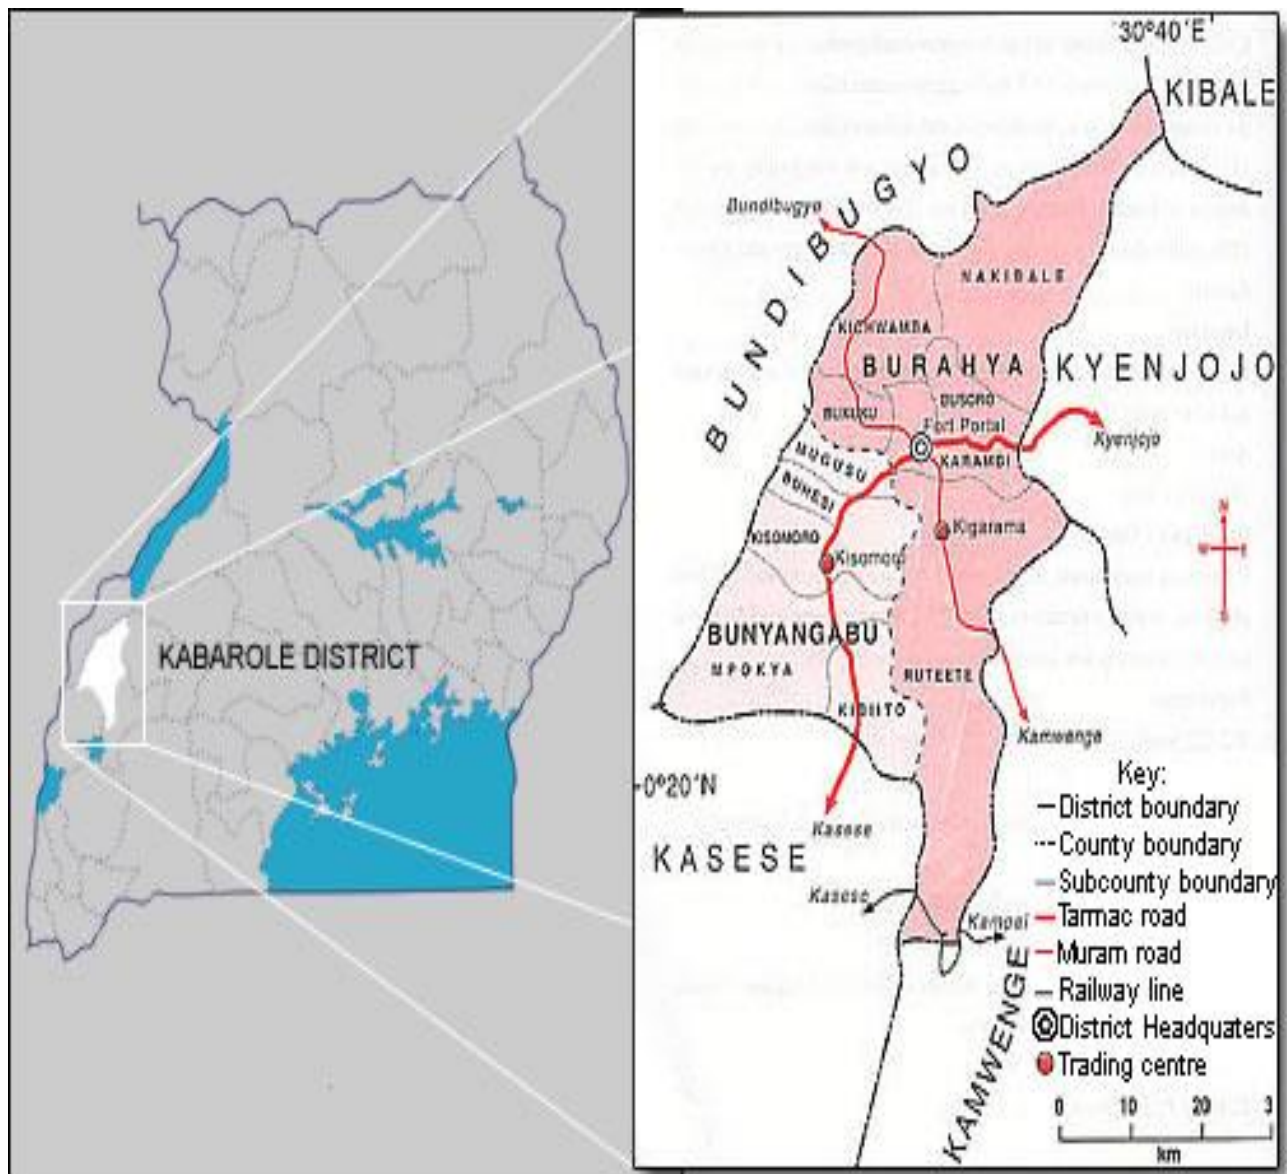 30°40'E
KIBALE
BUNDIBUGYO
Bundibugyo
NAKIBALE
KICHWAMBA
BURAHYA
KYENJOJO
BUSORO
BUKUKU
Fort Portal
Kyenjojo
MUGUSU
KARAMBI
BUHESI
KISOMORO
Kigarama
Kisomoro
N
W E
S
KABAROLE DISTRICT
BUNYANGABU
MPOKYA
RUTEETE
KIBIITO
Kamwenge
0°20'N
Kasese
KASESE
Kasese
KAMWENGE
Key:
District boundary
County boundary
Subcounty boundary
Tarmac road
Muram road
Railway line
District Headquaters
Trading centre
0 10 20 3
km